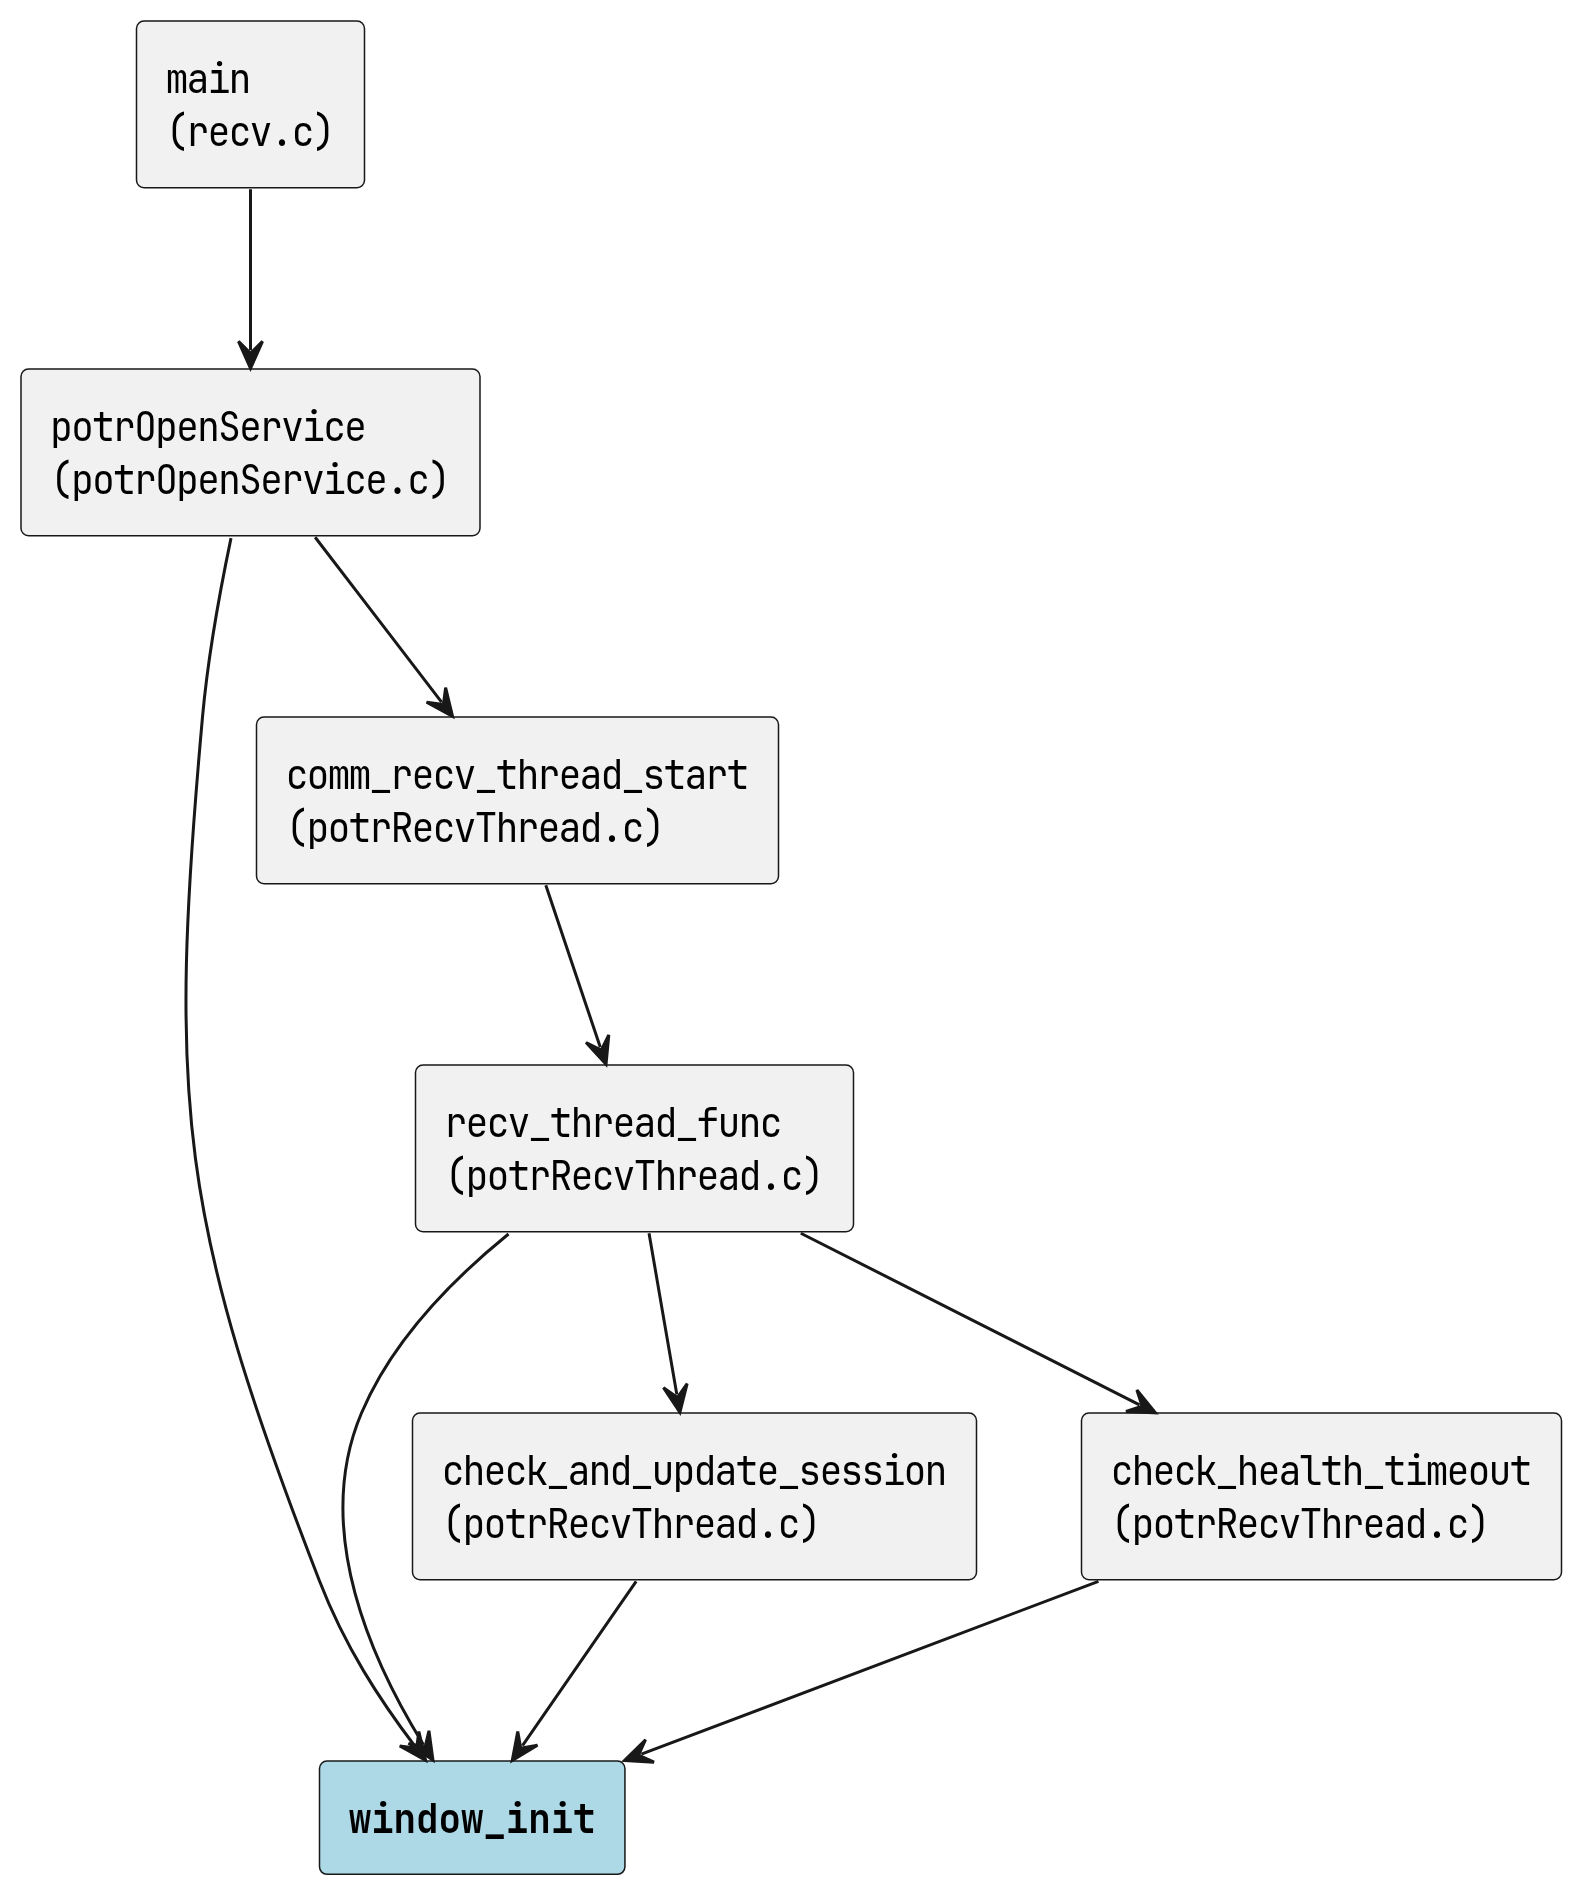 main
(recv.c)
potrOpenService
(potrOpenService.c)
comm_recv_thread_start
(potrRecvThread.c)
recv_thread_func
(potrRecvThread.c)
check_and_update_session
(potrRecvThread.c)
check_health_timeout
(potrRecvThread.c)
window_init